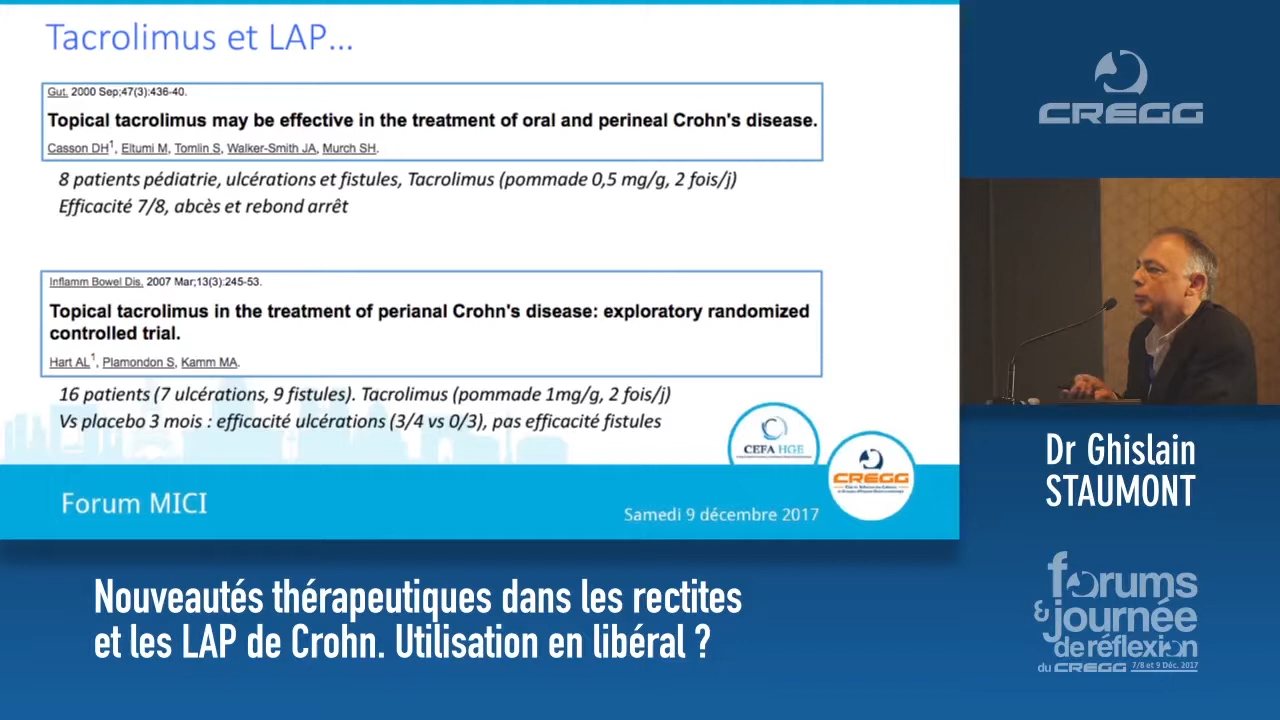 Tacrolimus et LAP...
Gut. 2000 Sep;47(3):436-40.
Topical tacrolimus may be effective in the treatment of oral and perineal Crohn's disease.
Casson DH1, Eltumi M, Tomlin S, Walker-Smith JA, Murch SH.
8 patients pédiatrie, ulcérations et fistules, Tacrolimus (pommade 0,5 mg/g, 2 fois/j)
Efficacité 7/8, abcès et rebond arrêt
Inflamm Bowel Dis. 2007 Mar;13(3):245-53.
Topical tacrolimus in the treatment of perianal Crohn's disease: exploratory randomized
controlled trial.
Hart AL1, Plamondon S, Kamm MA.
16 patients (7 ulcérations, 9 fistules). Tacrolimus (pommade 1mg/g, 2 fois/j)
Vs placebo 3 mois : efficacité ulcérations (3/4 vs 0/3), pas efficacité fistules
CEFA HGE
CREGG
Forum MICI
Samedi 9 décembre 2017
CREGG
Dr Ghislain
STAUMONT
Nouveautés thérapeutiques dans les rectites
et les LAP de Crohn. Utilisation en libéral ?
forums
& journée
de réflexion
du CREGG 7/8 et 9 Déc. 2017